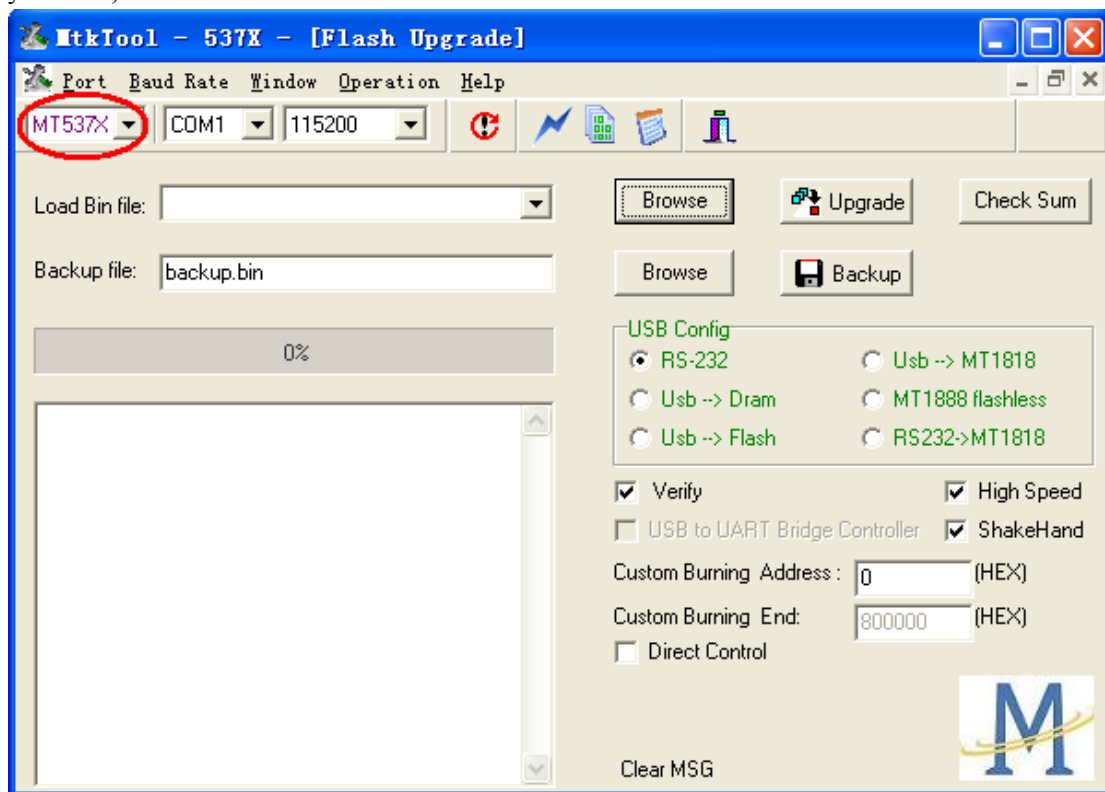 MtkTool - 537X - [Flash Upgrade]
Port Baud Rate Window Operation Help
MT537X COM1 115200
Load Bin file: Browse Upgrade Check Sum
Backup file: backup.bin Browse Backup
0%
USB Config
RS-232 Usb --> MT1818
Usb --> Dram MT1888 flashless
Usb --> Flash RS232->MT1818
Verify High Speed
USB to UART Bridge Controller ShakeHand
Custom Burning Address : 0 (HEX)
Custom Burning End: 800000 (HEX)
Direct Control
M
Clear MSG